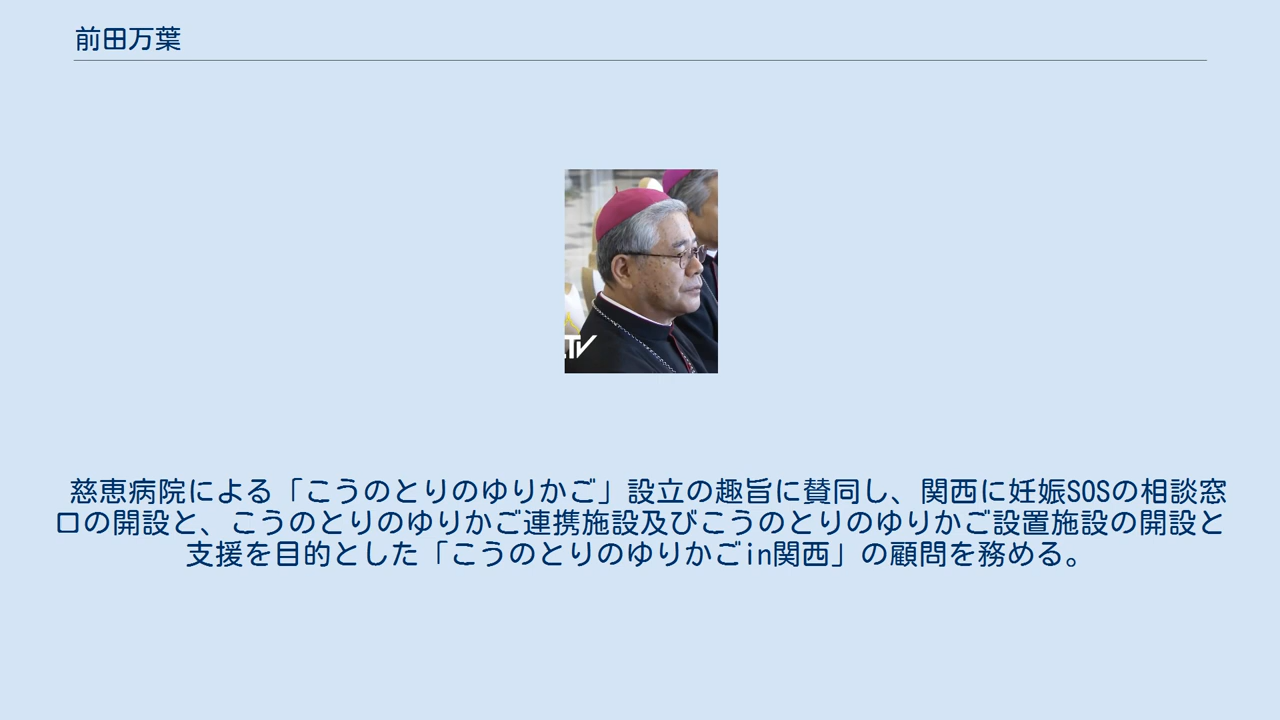 前田万葉
TV
慈恵病院による「こうのとりのゆりかご」設立の趣旨に賛同し、関西に妊娠SOSの相談窓
口の開設と、こうのとりのゆりかご連携施設及びこうのとりのゆりかご設置施設の開設と
支援を目的とした「こうのとりのゆりかごin関西」の顧問を務める。